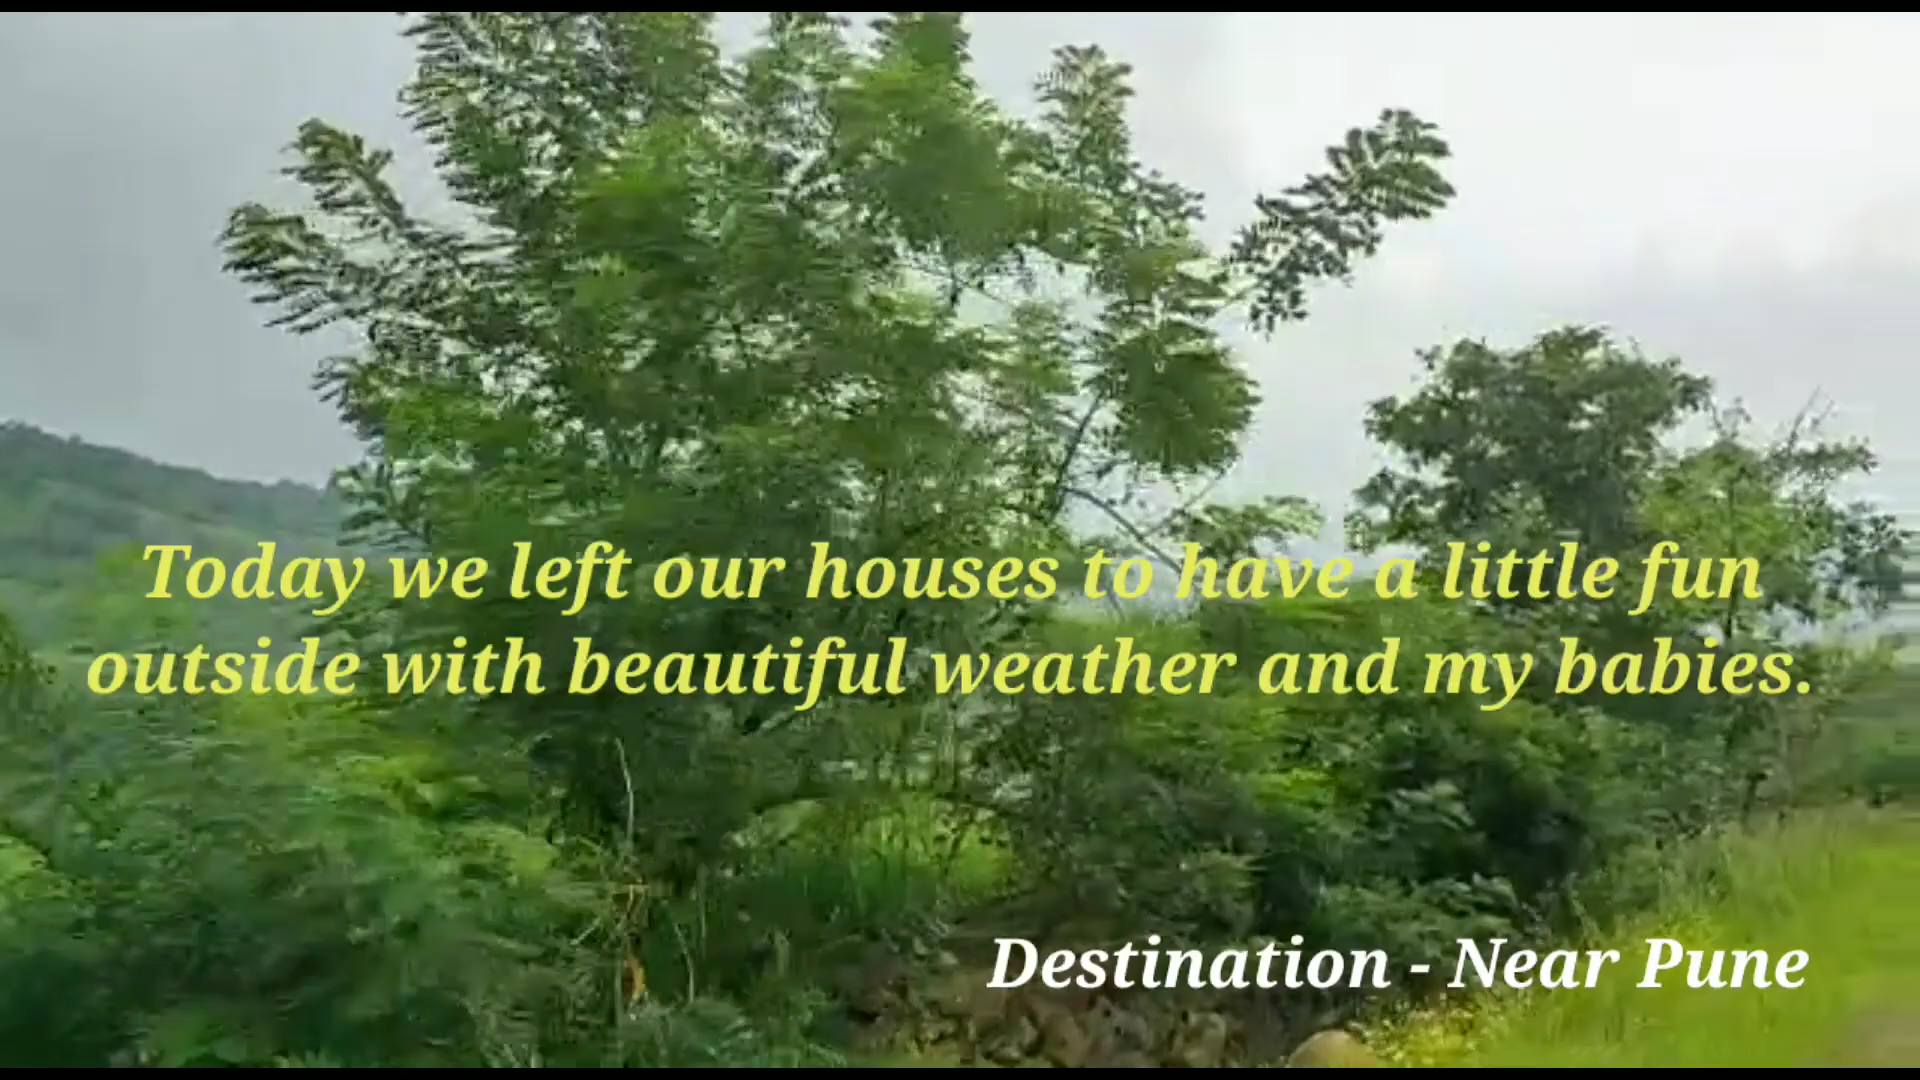 Today we left our houses to have a little fun
outside with beautiful weather and my babies.
Destination - Near Pune